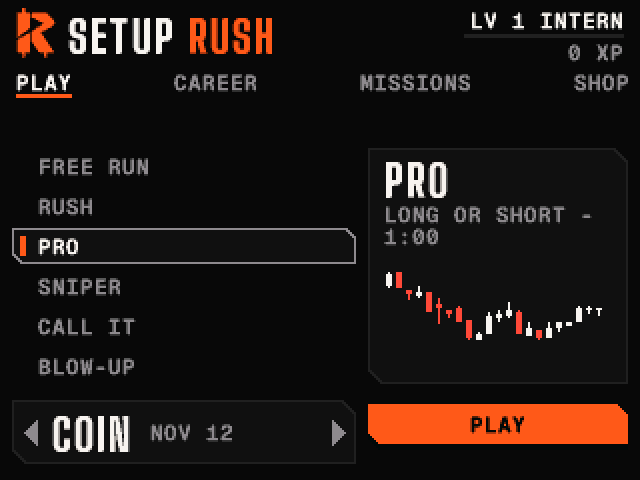 SETUP RUSH
LV 1 INTERN
0 XP
PLAY CAREER MISSIONS SHOP
FREE RUN
RUSH
PRO
SNIPER
CALL IT
BLOW-UP
COIN NOV 12
PRO
LONG OR SHORT -
1:00
PLAY